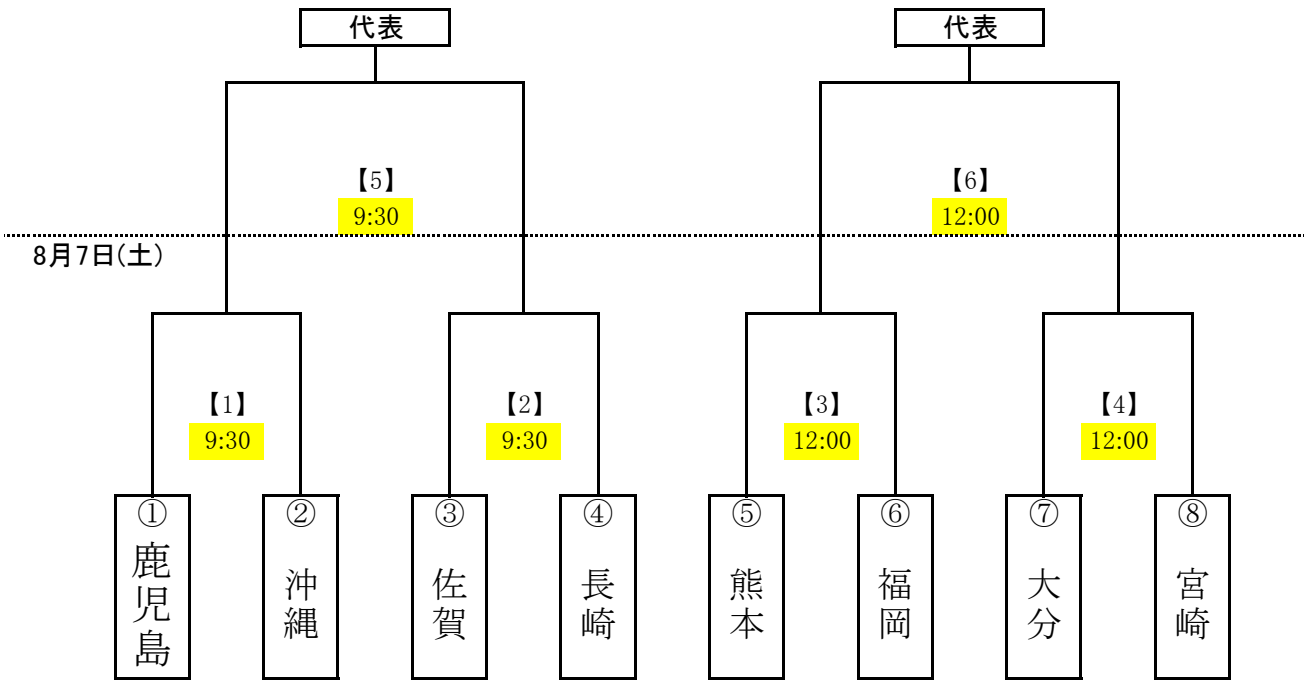 代表
代表
【5】
9:30
【6】
12:00
8月7日(土)
【1】
9:30
【2】
9:30
【3】
12:00
【4】
12:00
①
鹿児島
②
沖縄
③
佐賀
④
長崎
⑤
熊本
⑥
福岡
⑦
大分
⑧
宮崎